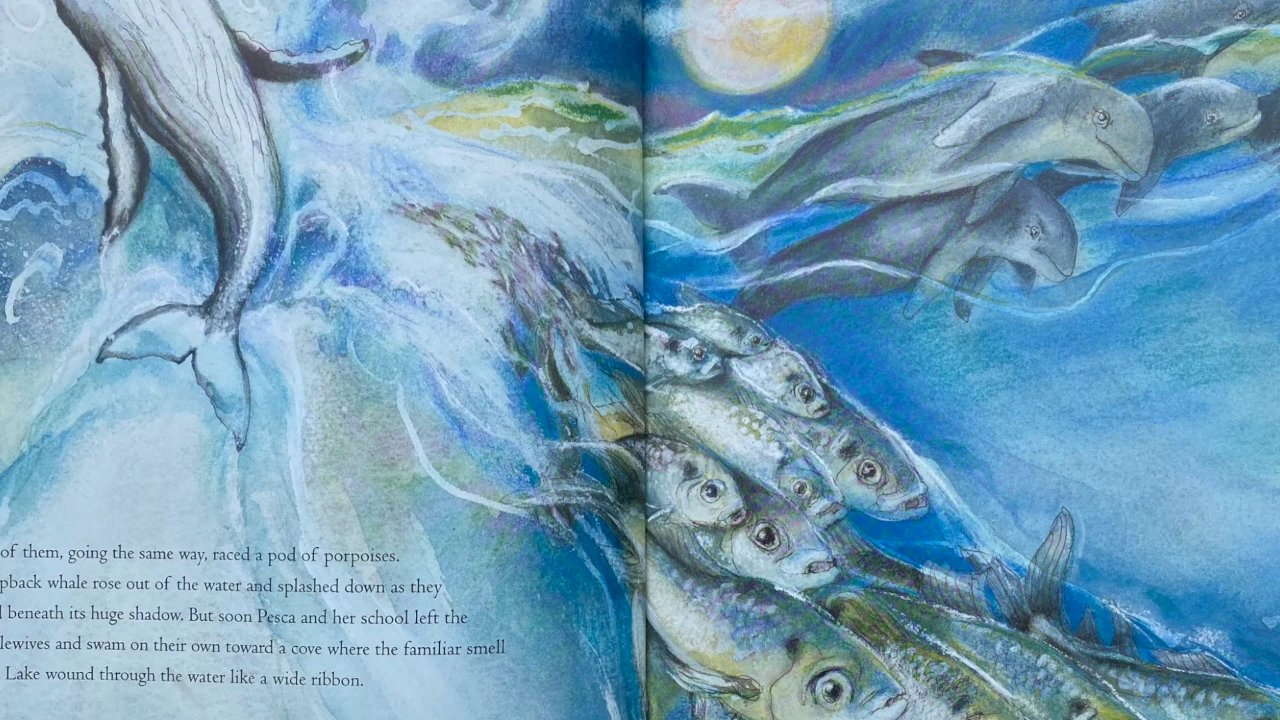 of them, going the same way, raced a pod of porpoises.
pback whale rose out of the water and splashed down as they
beneath its huge shadow. But soon Pesca and her school left the
lewives and swam on their own toward a cove where the familiar smell
Lake wound through the water like a wide ribbon.